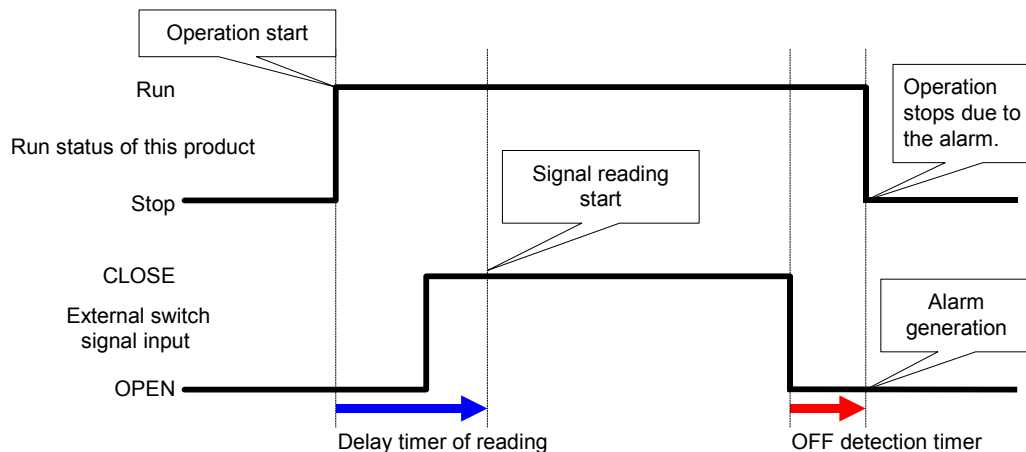 Operation start
Run
Operation
stops due to
the alarm.
Run status of this product
Signal reading
start
Stop
CLOSE
External switch
signal input
Alarm
generation
OPEN
Delay timer of reading
OFF detection timer